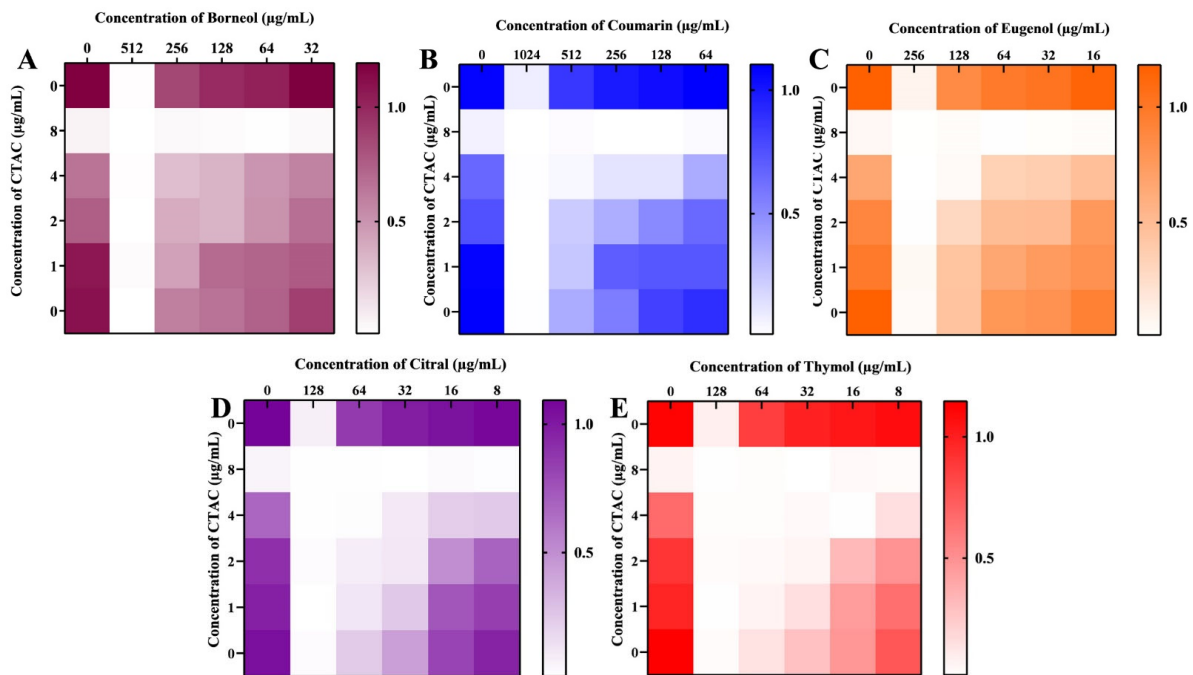 Concentration of Borneol (µg/mL)
A
0 512 256 128 64 32
Concentration of CTAC (µg/mL)
0
8
4
2
1
0
1.0
0.5
Concentration of Coumarin (µg/mL)
B
0 1024 512 256 128 64
Concentration of CTAC (µg/mL)
0
8
4
2
1
0
1.0
0.5
Concentration of Eugenol (µg/mL)
C
0 256 128 64 32 16
Concentration of CTAC (µg/mL)
0
8
4
2
1
0
1.0
0.5
Concentration of Citral (µg/mL)
D
0 128 64 32 16 8
Concentration of CTAC (µg/mL)
0
8
4
2
1
0
1.0
0.5
Concentration of Thymol (µg/mL)
E
0 128 64 32 16 8
Concentration of CTAC (µg/mL)
0
8
4
2
1
0
1.0
0.5